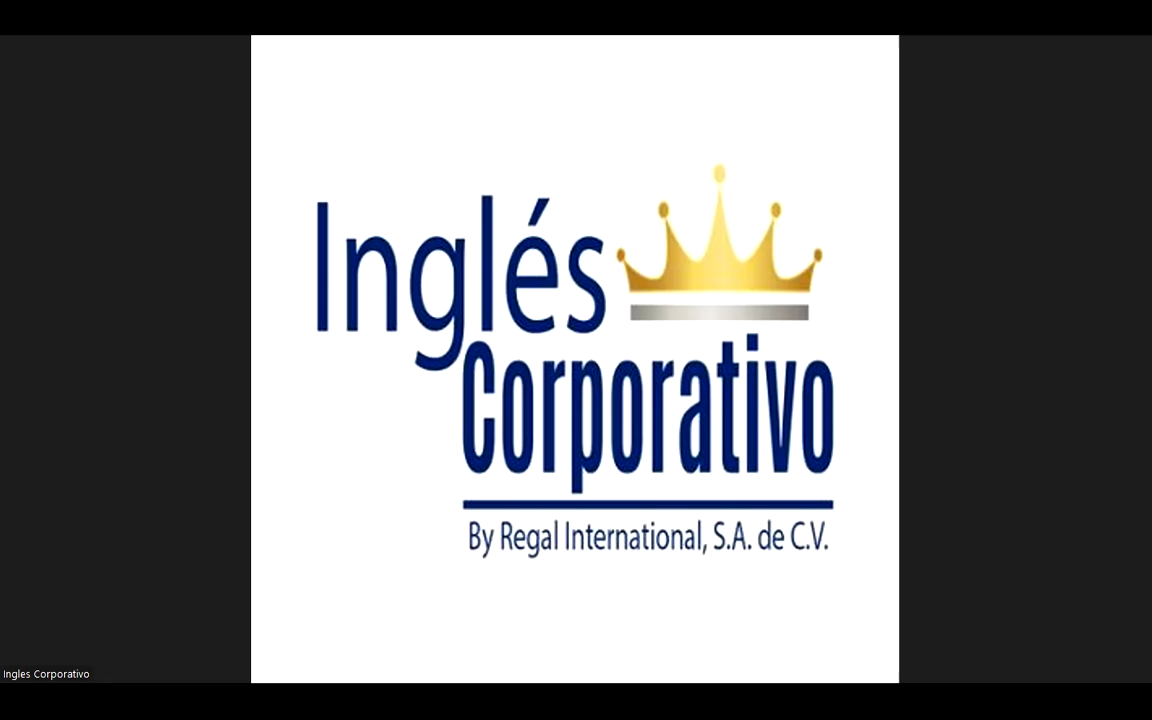 Inglés
Corporativo
By Regal International, S.A. de C.V.
Ingles Corporativo